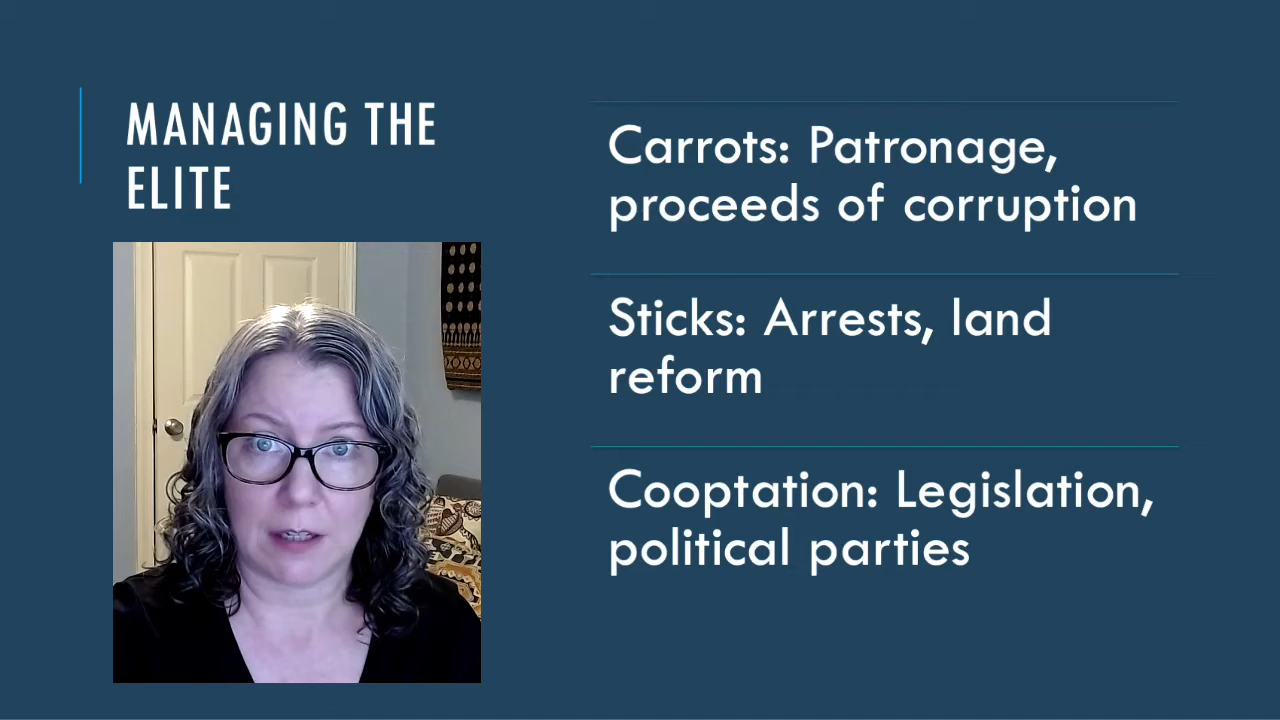 MANAGING THE
ELITE
Carrots: Patronage,
proceeds of corruption
Sticks: Arrests, land
reform
Cooptation: Legislation,
political parties